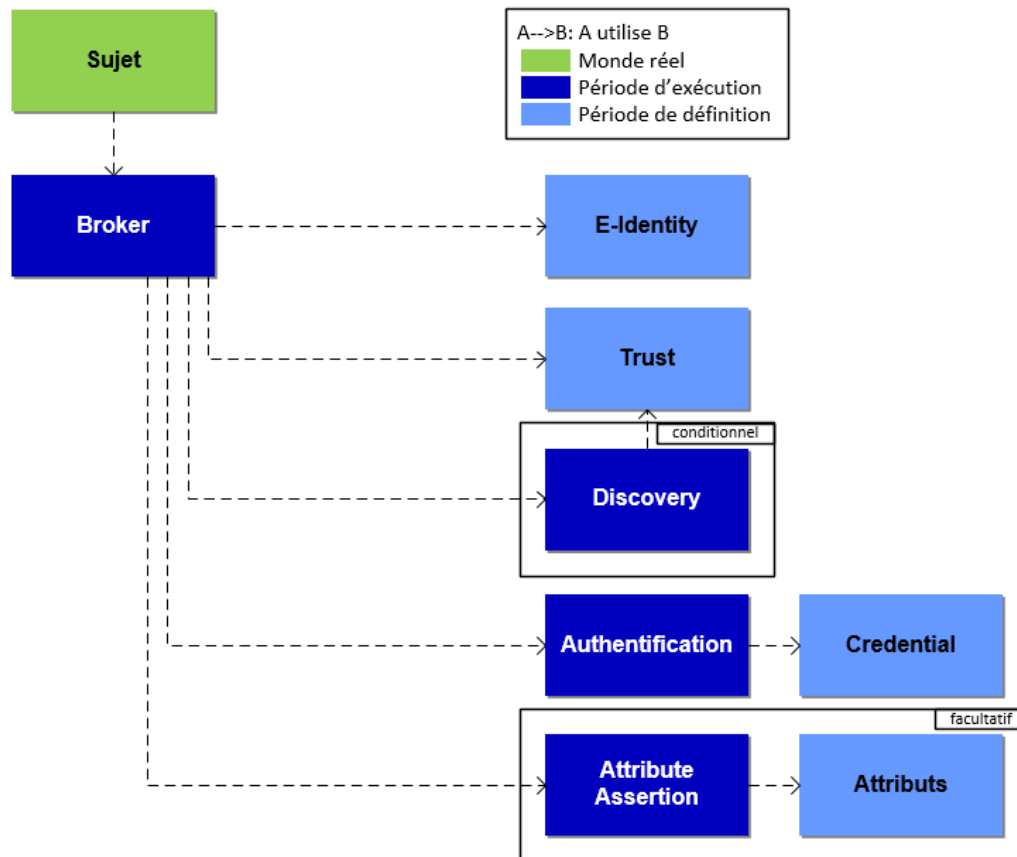 Sujet
A-->B: A utilise B
Monde réel
Période d’exécution
Période de définition
Broker
E-Identity
Trust
conditionnel
Discovery
Authentification
Credential
facultatif
Attribute
Assertion
Attributs